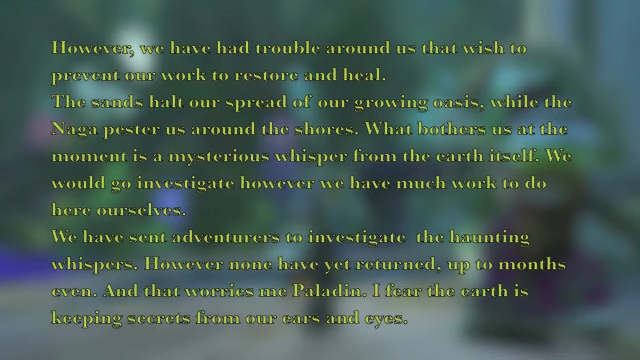 However, we have had trouble around us that wish to
prevent our work to restore and heal.
The sands halt our spread of our growing oasis, while the
Naga pester us around the shores. What bothers us at the
moment is a mysterious whisper from the earth itself. We
would go investigate however we have much work to do
here ourselves.
We have sent adventurers to investigate the haunting
whispers. However none have yet returned, up to months
even. And that worries me Paladin. I fear the earth is
keeping secrets from our ears and eyes.